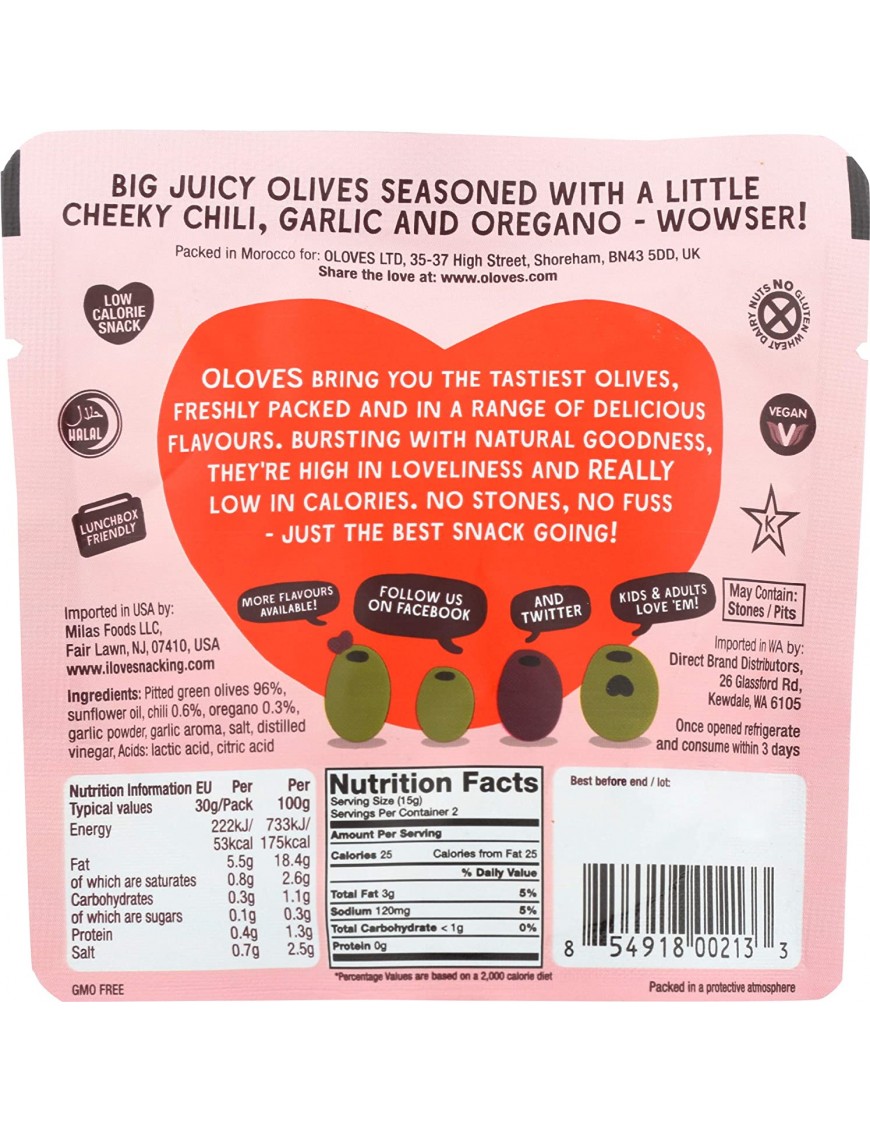 BIG JUICY OLIVES SEASONED WITH A LITTLE
CHEEKY CHILI, GARLIC AND OREGANO - WOWSER!
Packed in Morocco for: OLOVES LTD, 35-37 High Street, Shoreham, BN43 5DD, UK
Share the love at: www.oloves.com
LOW
CALORIE
SNACK
NO GLUTEN WHEAT DAIRY NUTS
حلال
HALAL
VEGAN
V
LUNCHBOX
FRIENDLY
K
OLOVES BRING YOU THE TASTIEST OLIVES,
FRESHLY PACKED AND IN A RANGE OF DELICIOUS
FLAVOURS. BURSTING WITH NATURAL GOODNESS,
THEY'RE HIGH IN LOVELINESS AND REALLY
LOW IN CALORIES. NO STONES, NO FUSS
- JUST THE BEST SNACK GOING!
MORE FLAVOURS
AVAILABLE!
FOLLOW US
ON FACEBOOK
AND
TWITTER
KIDS & ADULTS
LOVE 'EM!
May Contain:
Stones / Pits
Imported in USA by:
Milas Foods LLC,
Fair Lawn, NJ, 07410, USA
www.ilovesnacking.com
Ingredients: Pitted green olives 96%,
sunflower oil, chili 0.6%, oregano 0.3%,
garlic powder, garlic aroma, salt, distilled
vinegar, Acids: lactic acid, citric acid
Imported in WA by:
Direct Brand Distributors,
26 Glassford Rd,
Kewdale, WA 6105
Once opened refrigerate
and consume within 3 days
Nutrition Information EU Per Per
Typical values 30g/Pack 100g
Energy 222kJ/ 733kJ/
53kcal 175kcal
Fat 5.5g 18.4g
of which are saturates 0.8g 2.6g
Carbohydrates 0.3g 1.1g
of which are sugars 0.1g 0.3g
Protein 0.4g 1.3g
Salt 0.7g 2.5g
GMO FREE
Nutrition Facts
Serving Size (15g)
Servings Per Container 2
Amount Per Serving
Calories 25 Calories from Fat 25
% Daily Value
Total Fat 3g 5%
Sodium 120mg 5%
Total Carbohydrate < 1g 0%
Protein 0g
*Percentage Values are based on a 2,000 calorie diet
Best before end / lot:
8 54918 00213 3
Packed in a protective atmosphere